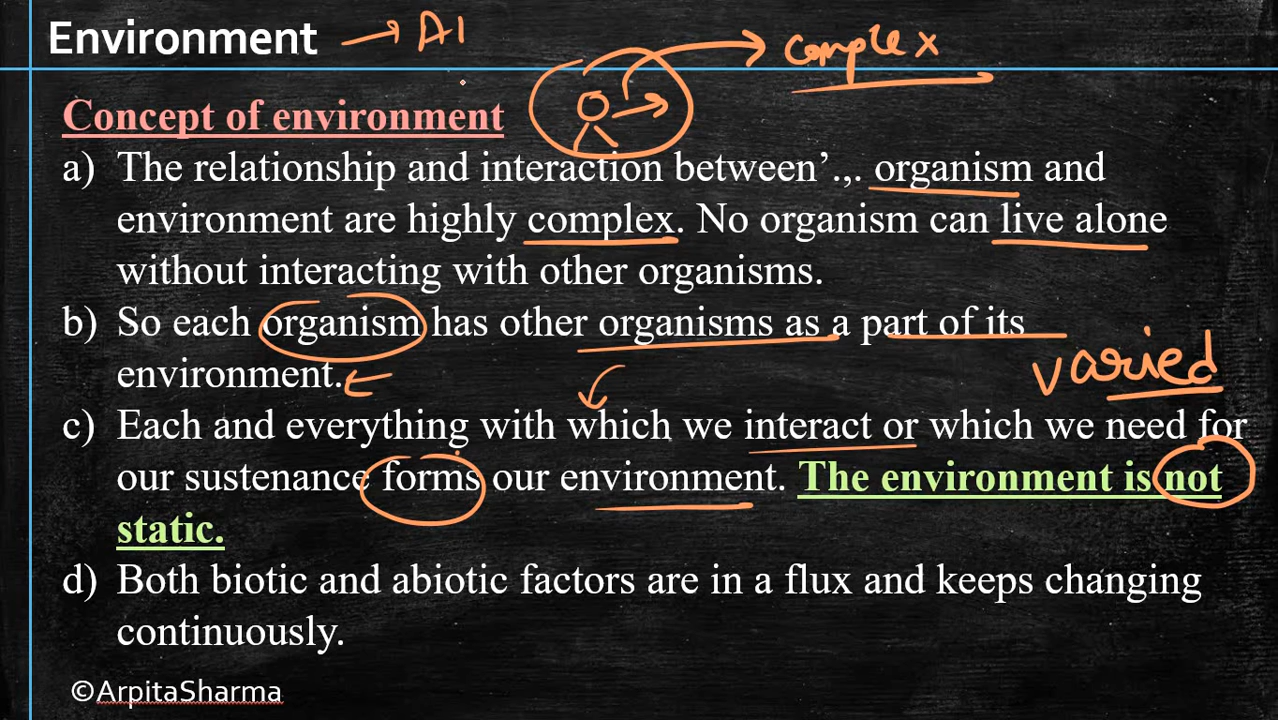 Environment → AI
complex
Concept of environment
a) The relationship and interaction between’.,. organism and
environment are highly complex. No organism can live alone
without interacting with other organisms.
b) So each organism has other organisms as a part of its
environment.
varied
c) Each and everything with which we interact or which we need for
our sustenance forms our environment. The environment is not
static.
d) Both biotic and abiotic factors are in a flux and keeps changing
continuously.
©ArpitaSharma